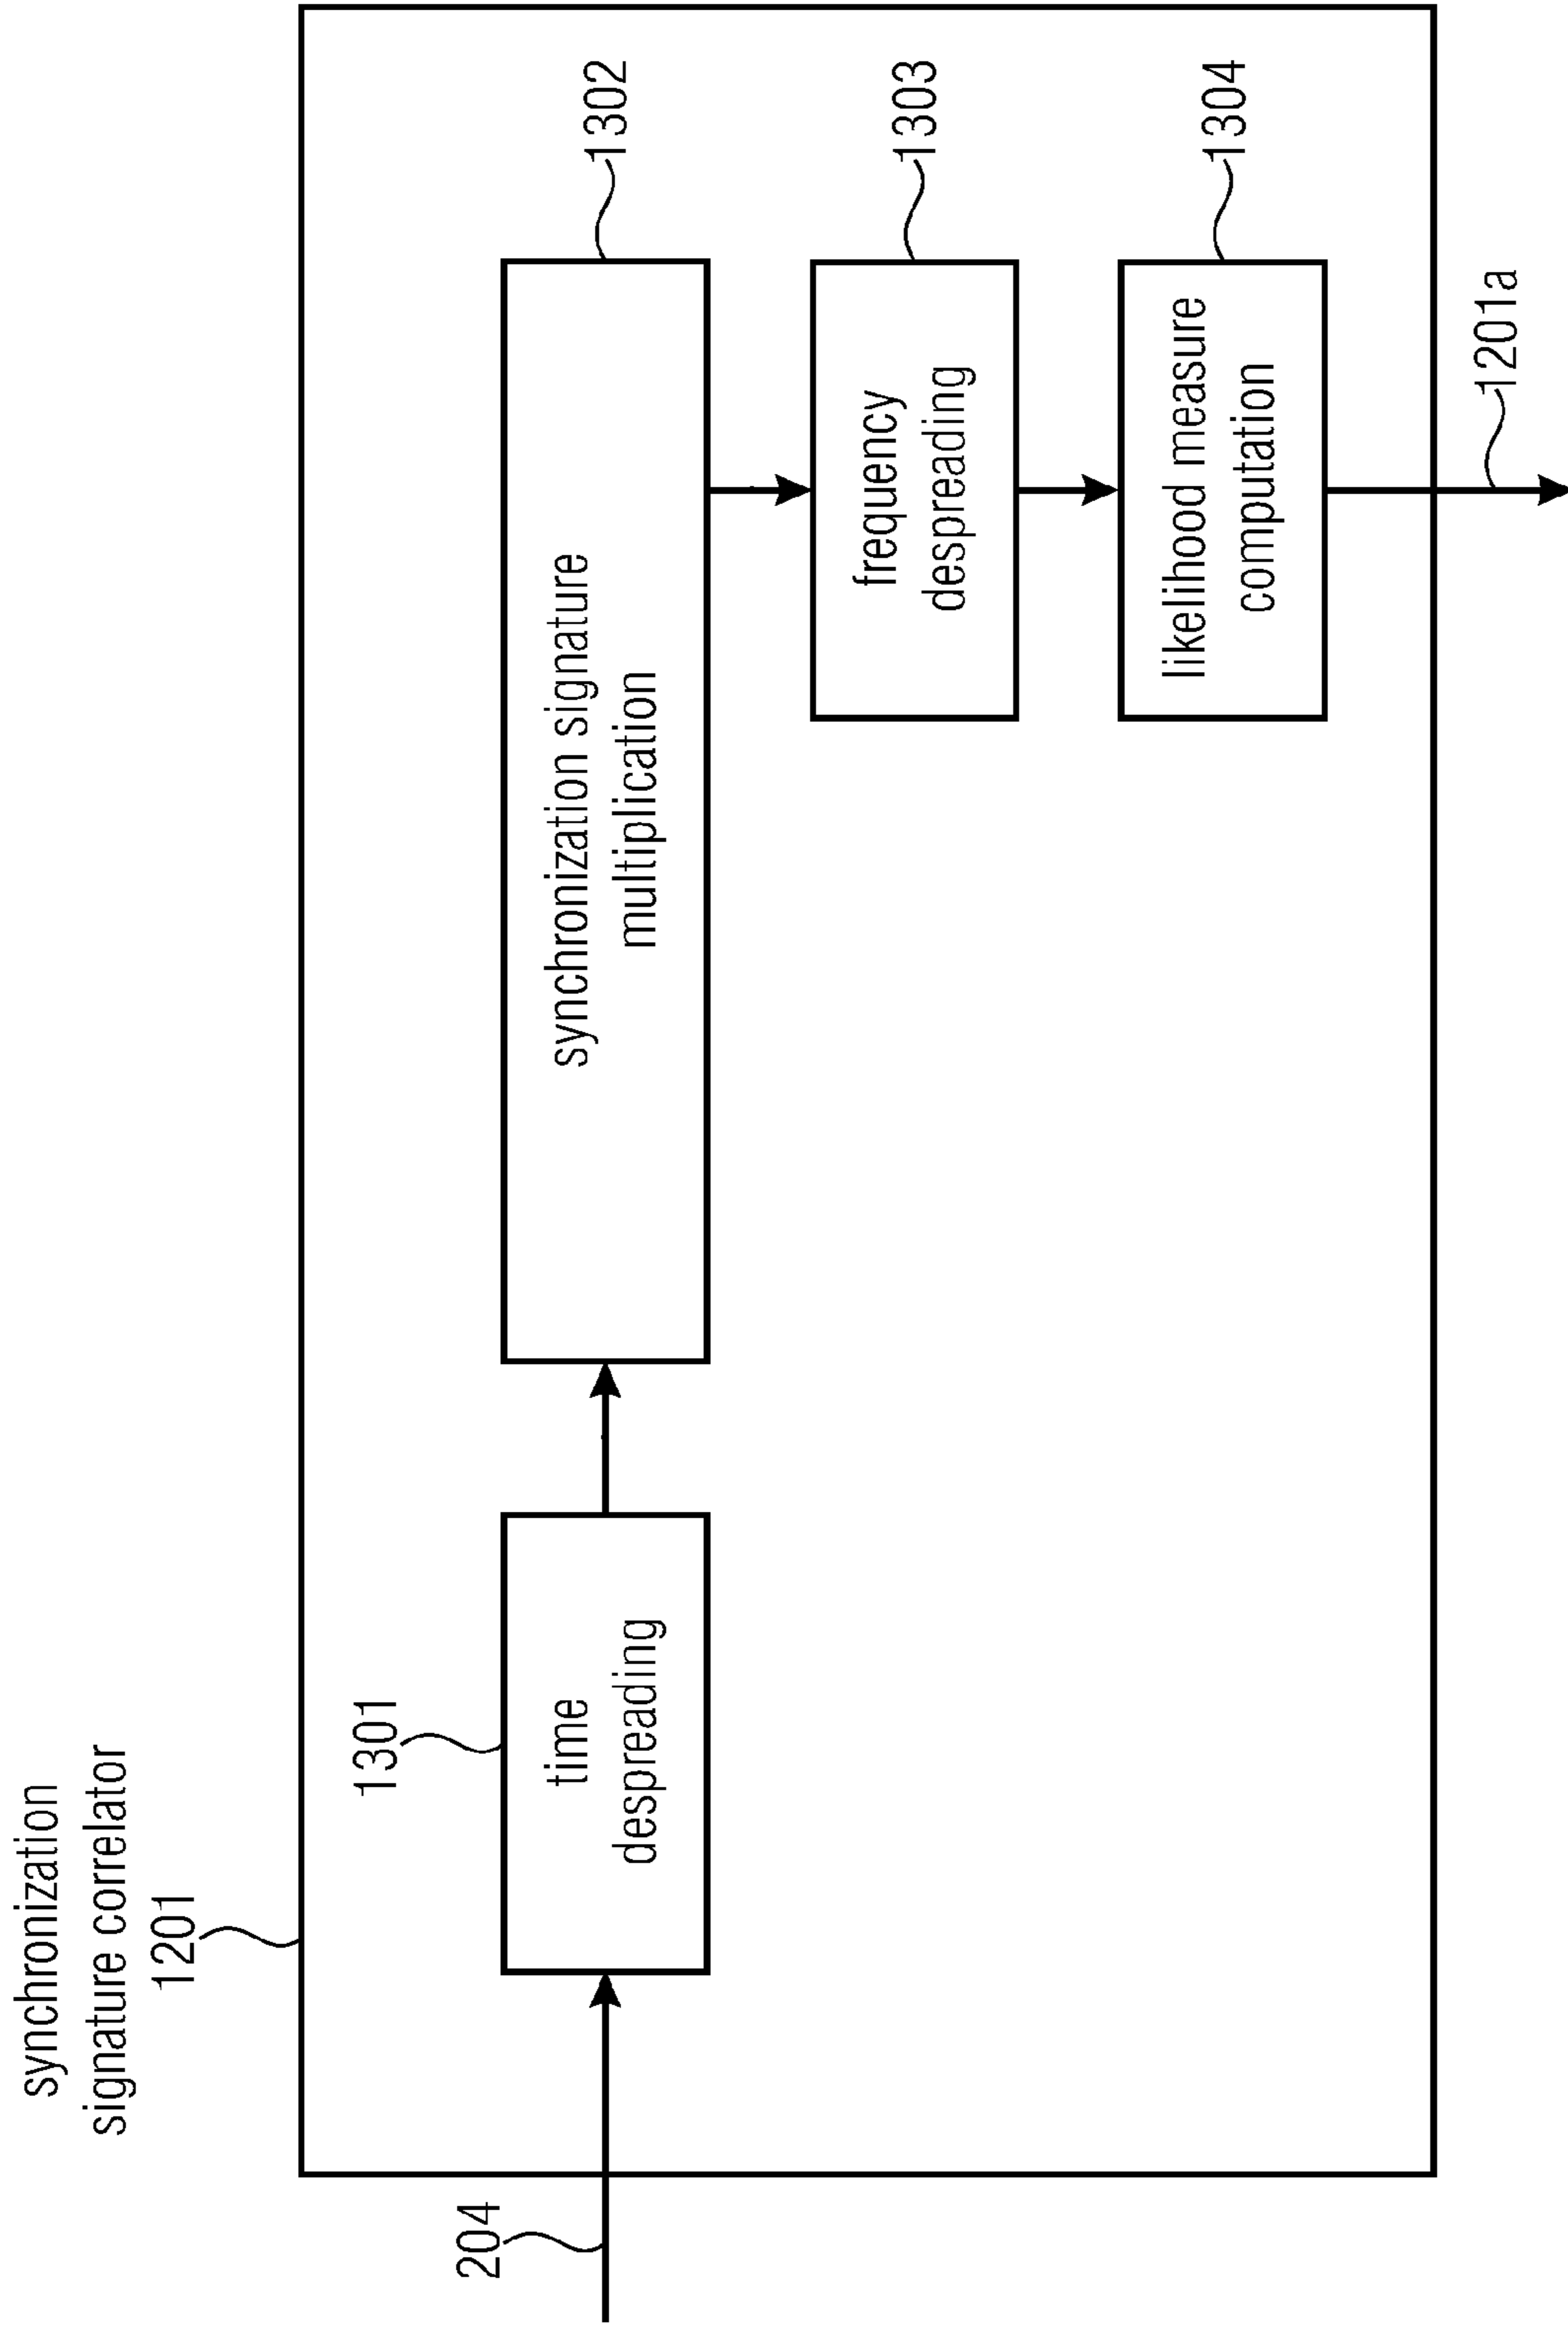 synchronization
signature correlator
1201
204
1301
time
despreading
synchronization signature
multiplication
1302
frequency
despreading
1303
likelihood measure
computation
1304
1201a